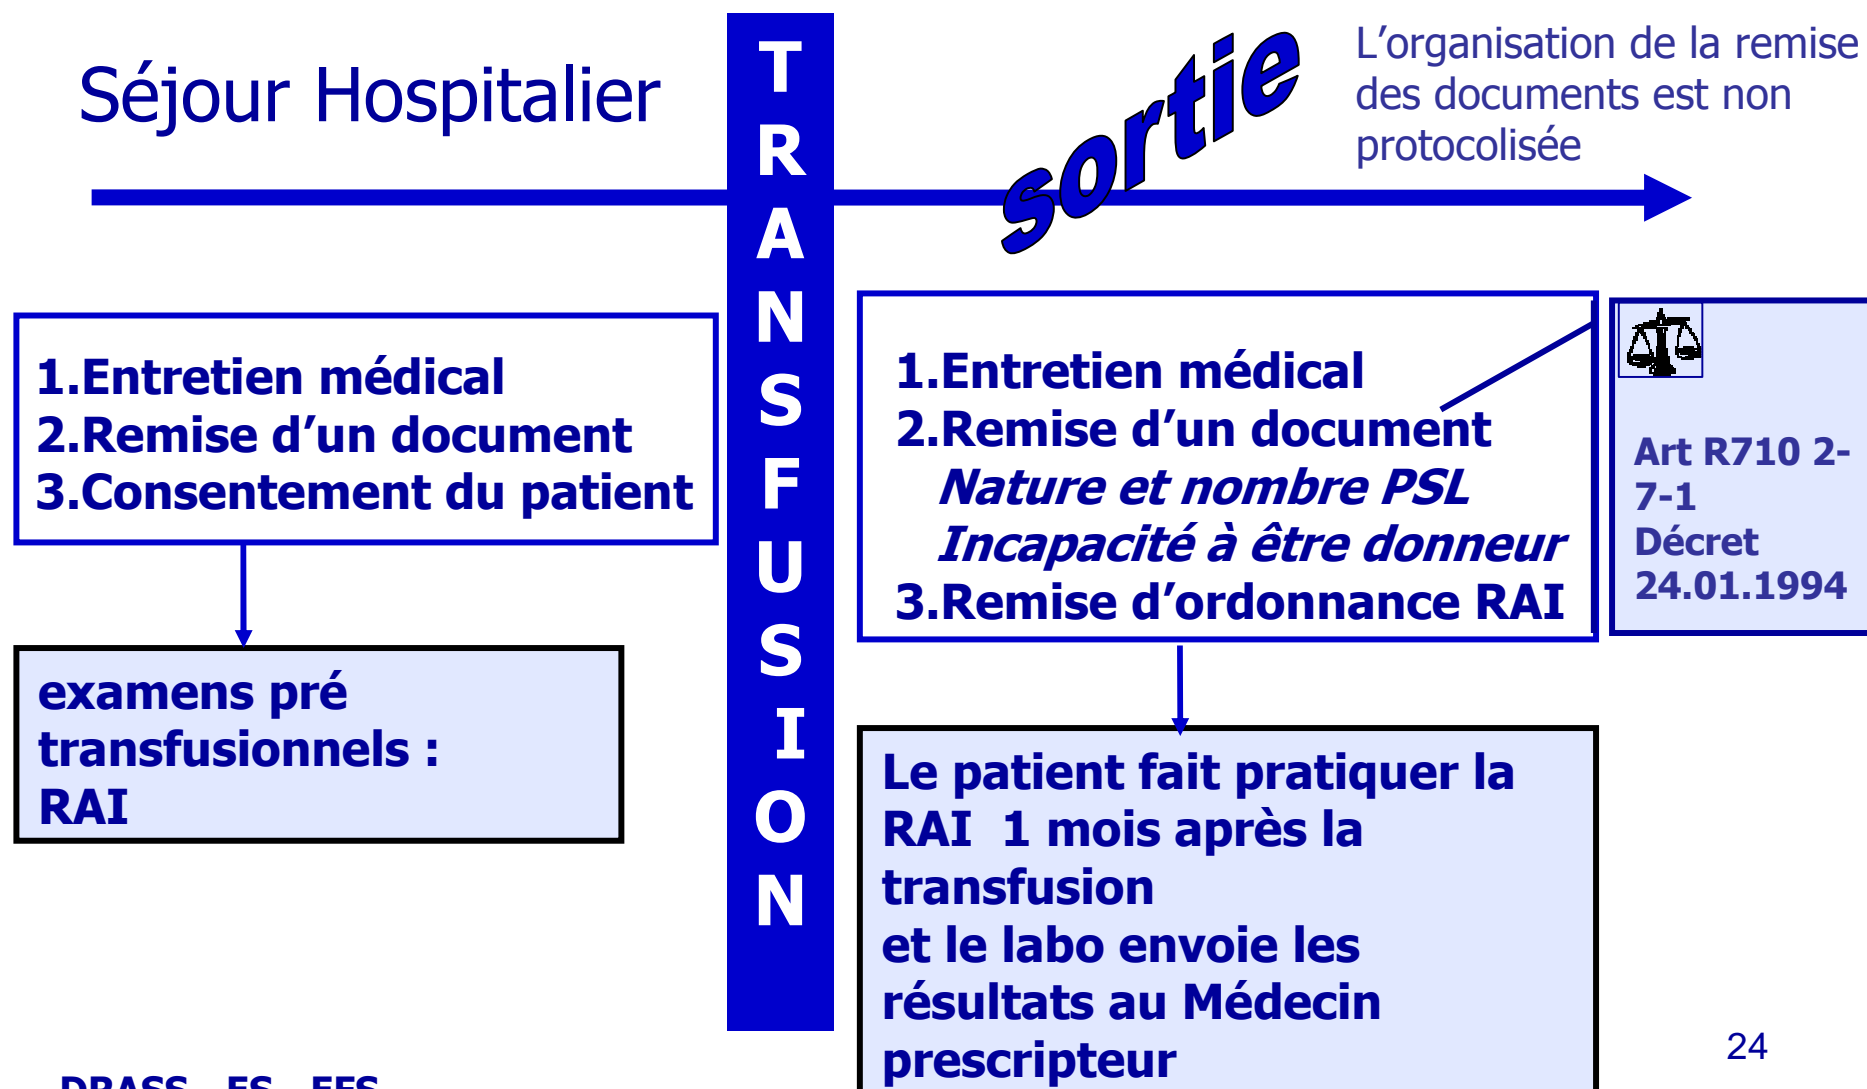 Séjour Hospitalier
TRANSFUSION
sortie
L’organisation de la remise
des documents est non
protocolisée
1.Entretien médical
2.Remise d’un document
3.Consentement du patient
examens pré
transfusionnels :
RAI
1.Entretien médical
2.Remise d’un document
Nature et nombre PSL
Incapacité à être donneur
3.Remise d’ordonnance RAI
Art R710 2-
7-1
Décret
24.01.1994
Le patient fait pratiquer la
RAI 1 mois après la
transfusion
et le labo envoie les
résultats au Médecin
prescripteur
24
DRASS ES EFS